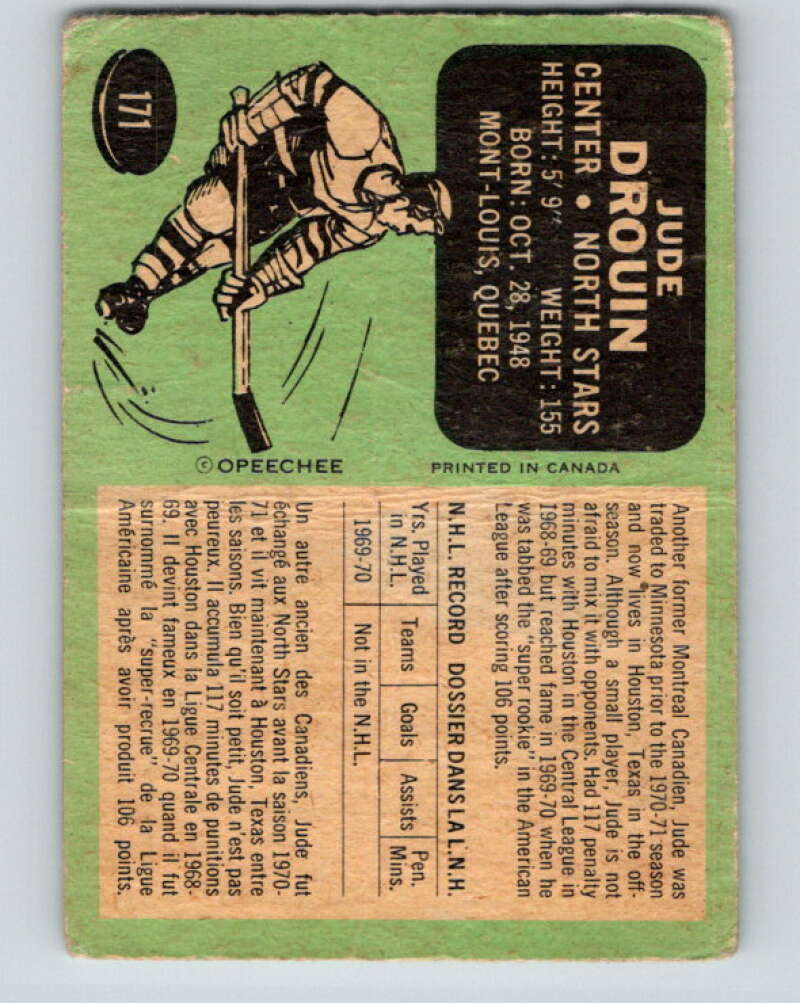 171
JUDE
DROUIN
CENTER • NORTH STARS
HEIGHT: 5' 9" WEIGHT: 155
BORN: OCT. 28, 1948
MONT-LOUIS, QUEBEC
© OPEECHEE
PRINTED IN CANADA
Another former Montreal Canadien, Jude was
traded to Minnesota prior to the 1970-71 season
and now lives in Houston, Texas in the off-
season. Although a small player, Jude is not
afraid to mix it with opponents. Had 117 penalty
minutes with Houston in the Central League in
1968-69 but reached fame in 1969-70 when he
was tabbed the "super rookie" in the American
League after scoring 106 points.
N.H.L. RECORD DOSSIER DANS LA L.N.H.
Yrs. Played in N.H.L. Teams Goals Assists Pen. Mins.
1969-70 Not in the N.H.L.
Un autre ancien des Canadiens, Jude fut
échangé aux North Stars avant la saison 1970-
71 et il vit maintenant à Houston, Texas entre
les saisons. Bien qu'il soit petit, Jude n'est pas
peureux. Il accumula 117 minutes de punitions
avec Houston dans la Ligue Centrale en 1968-
69. Il devint fameux en 1969-70 quand il fut
surnommé la "super-recrue" de la Ligue
Américaine après avoir produit 106 points.